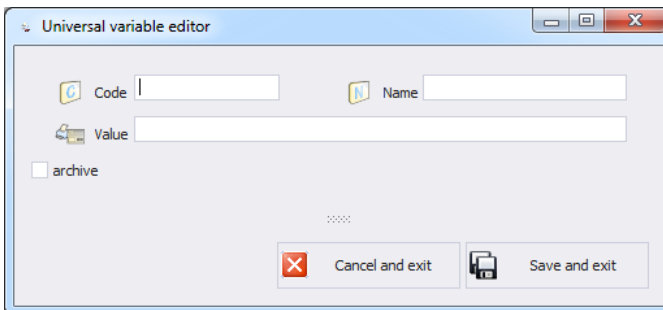 Universal variable editor
C Code N Name
Value
archive
Cancel and exit Save and exit